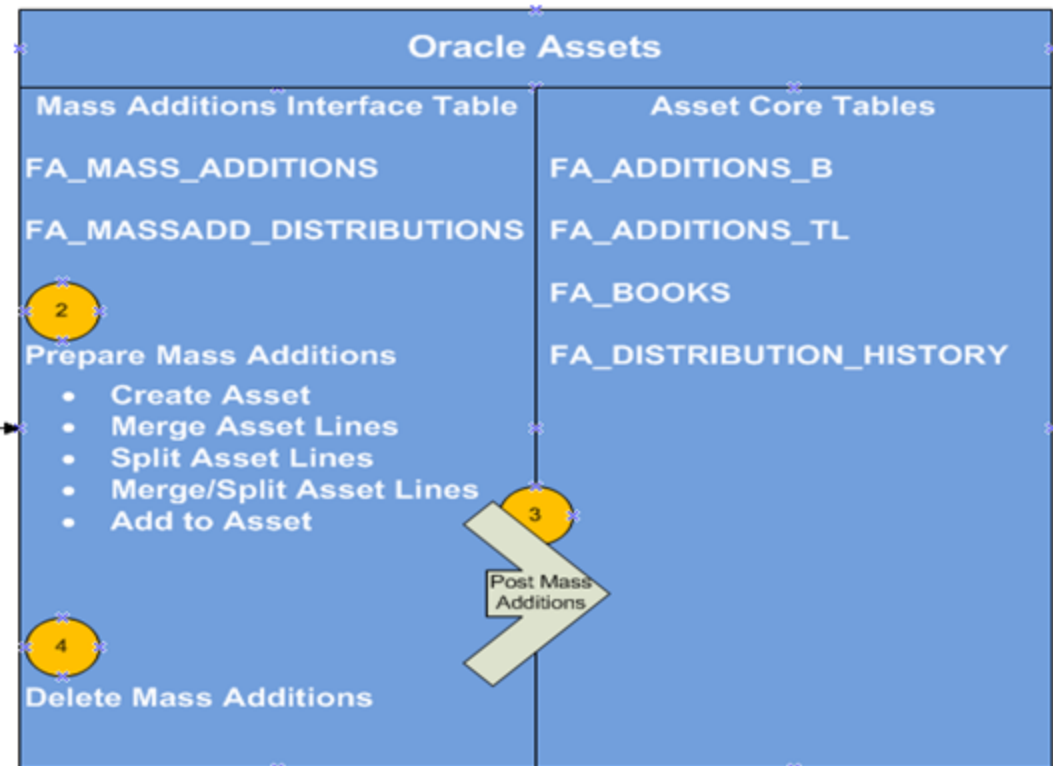 Oracle Assets
Mass Additions Interface Table
FA_MASS_ADDITIONS
FA_MASSADD_DISTRIBUTIONS
2
Prepare Mass Additions
• Create Asset
• Merge Asset Lines
• Split Asset Lines
• Merge/Split Asset Lines
• Add to Asset
4
Delete Mass Additions
3
Post Mass
Additions
Asset Core Tables
FA_ADDITIONS_B
FA_ADDITIONS_TL
FA_BOOKS
FA_DISTRIBUTION_HISTORY